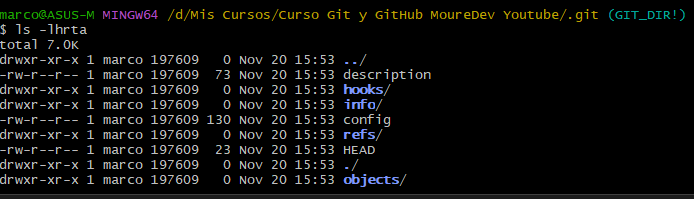 marco@ASUS-M MINGW64 /d/Mis Cursos/Curso Git y GitHub MoureDev Youtube/.git (GIT_DIR!)
$ ls -lhrta
total 7.0K
drwxr-xr-x 1 marco 197609   0 Nov 20 15:53 ../
-rw-r--r-- 1 marco 197609  73 Nov 20 15:53 description
drwxr-xr-x 1 marco 197609   0 Nov 20 15:53 hooks/
drwxr-xr-x 1 marco 197609   0 Nov 20 15:53 info/
-rw-r--r-- 1 marco 197609 130 Nov 20 15:53 config
drwxr-xr-x 1 marco 197609   0 Nov 20 15:53 refs/
-rw-r--r-- 1 marco 197609  23 Nov 20 15:53 HEAD
drwxr-xr-x 1 marco 197609   0 Nov 20 15:53 ./
drwxr-xr-x 1 marco 197609   0 Nov 20 15:53 objects/